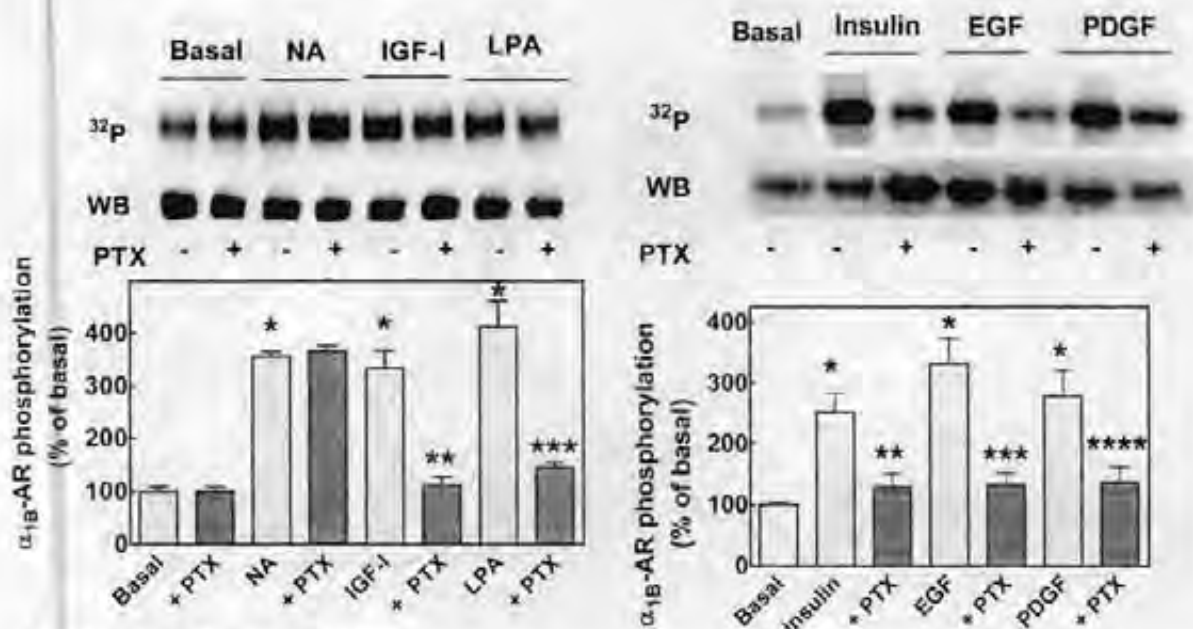 Basal NA IGF-I LPA
³²P
WB
PTX - + - + - + - +
α1B-AR phosphorylation
(% of basal)
400
300
200
100
0
* * ** * ***
Basal + PTX NA + PTX IGF-I + PTX LPA + PTX
Basal Insulin EGF PDGF
³²P
WB
PTX - - + - + - +
α1B-AR phosphorylation
(% of basal)
400
300
200
100
0
* ** * *** * ****
Basal Insulin + PTX EGF + PTX PDGF + PTX